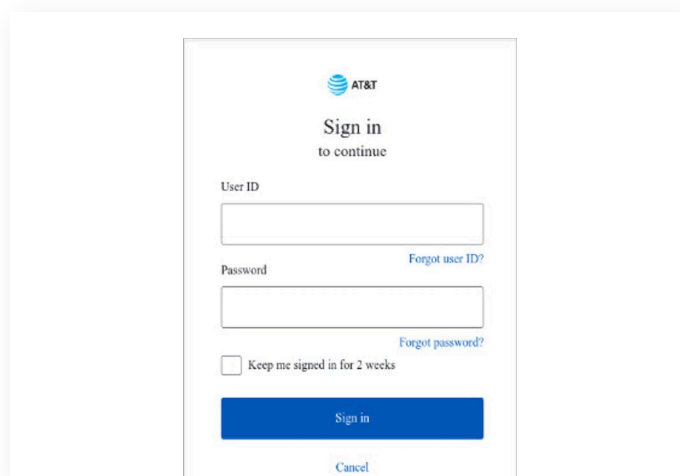 AT&T
Sign in
to continue
User ID
Forgot user ID?
Password
Forgot password?
Keep me signed in for 2 weeks
Sign in
Cancel